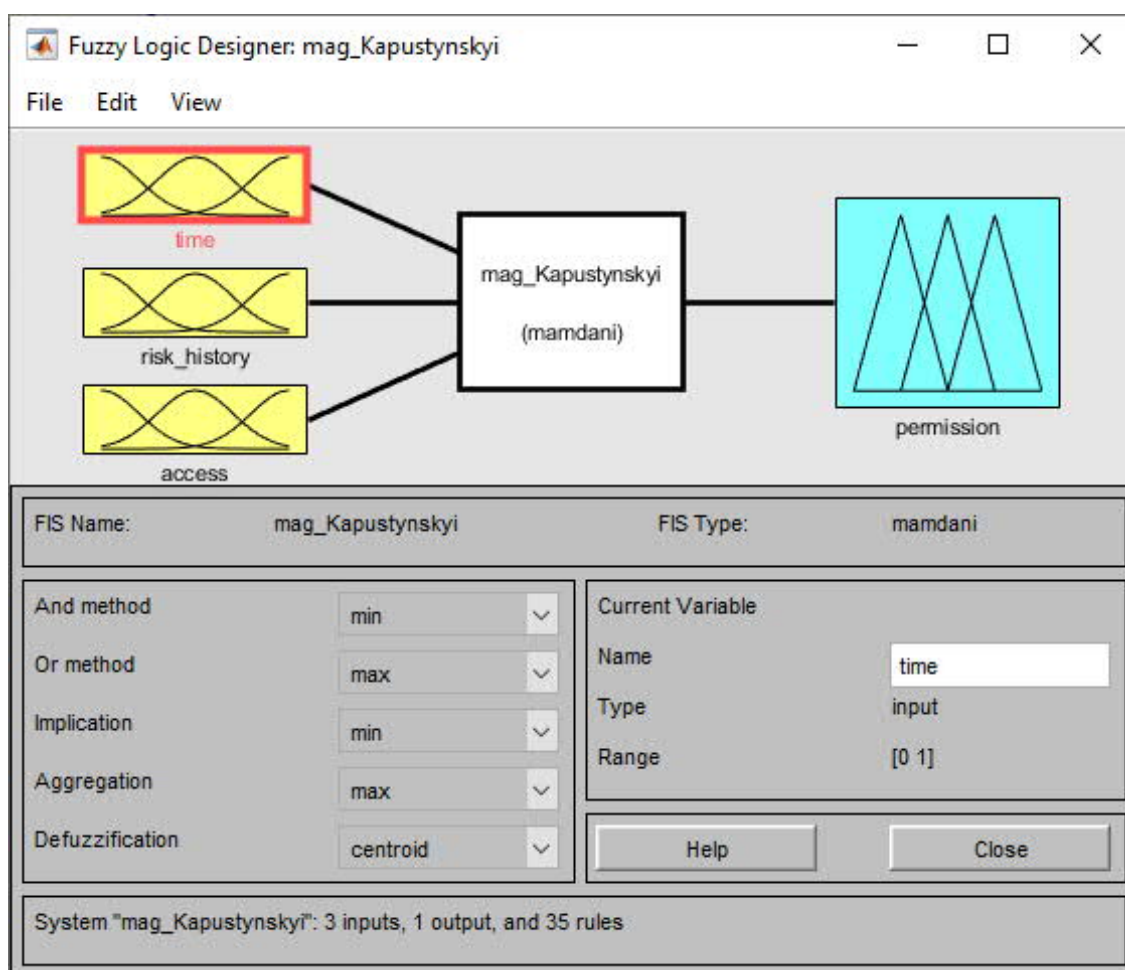 Fuzzy Logic Designer: mag_Kapustynskyi
File Edit View
time
risk_history
access
mag_Kapustynskyi
(mamdani)
permission
FIS Name: mag_Kapustynskyi FIS Type: mamdani
And method min
Or method max
Implication min
Aggregation max
Defuzzification centroid
Current Variable
Name time
Type input
Range [0 1]
Help Close
System "mag_Kapustynskyi": 3 inputs, 1 output, and 35 rules